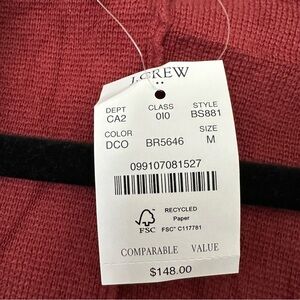 J.CREW
DEPT CLASS STYLE
CA2 010 BS881
COLOR SIZE
DCO BR5646 M
099107081527
RECYCLED
Paper
FSC FSC® C117781
COMPARABLE VALUE
$148.00